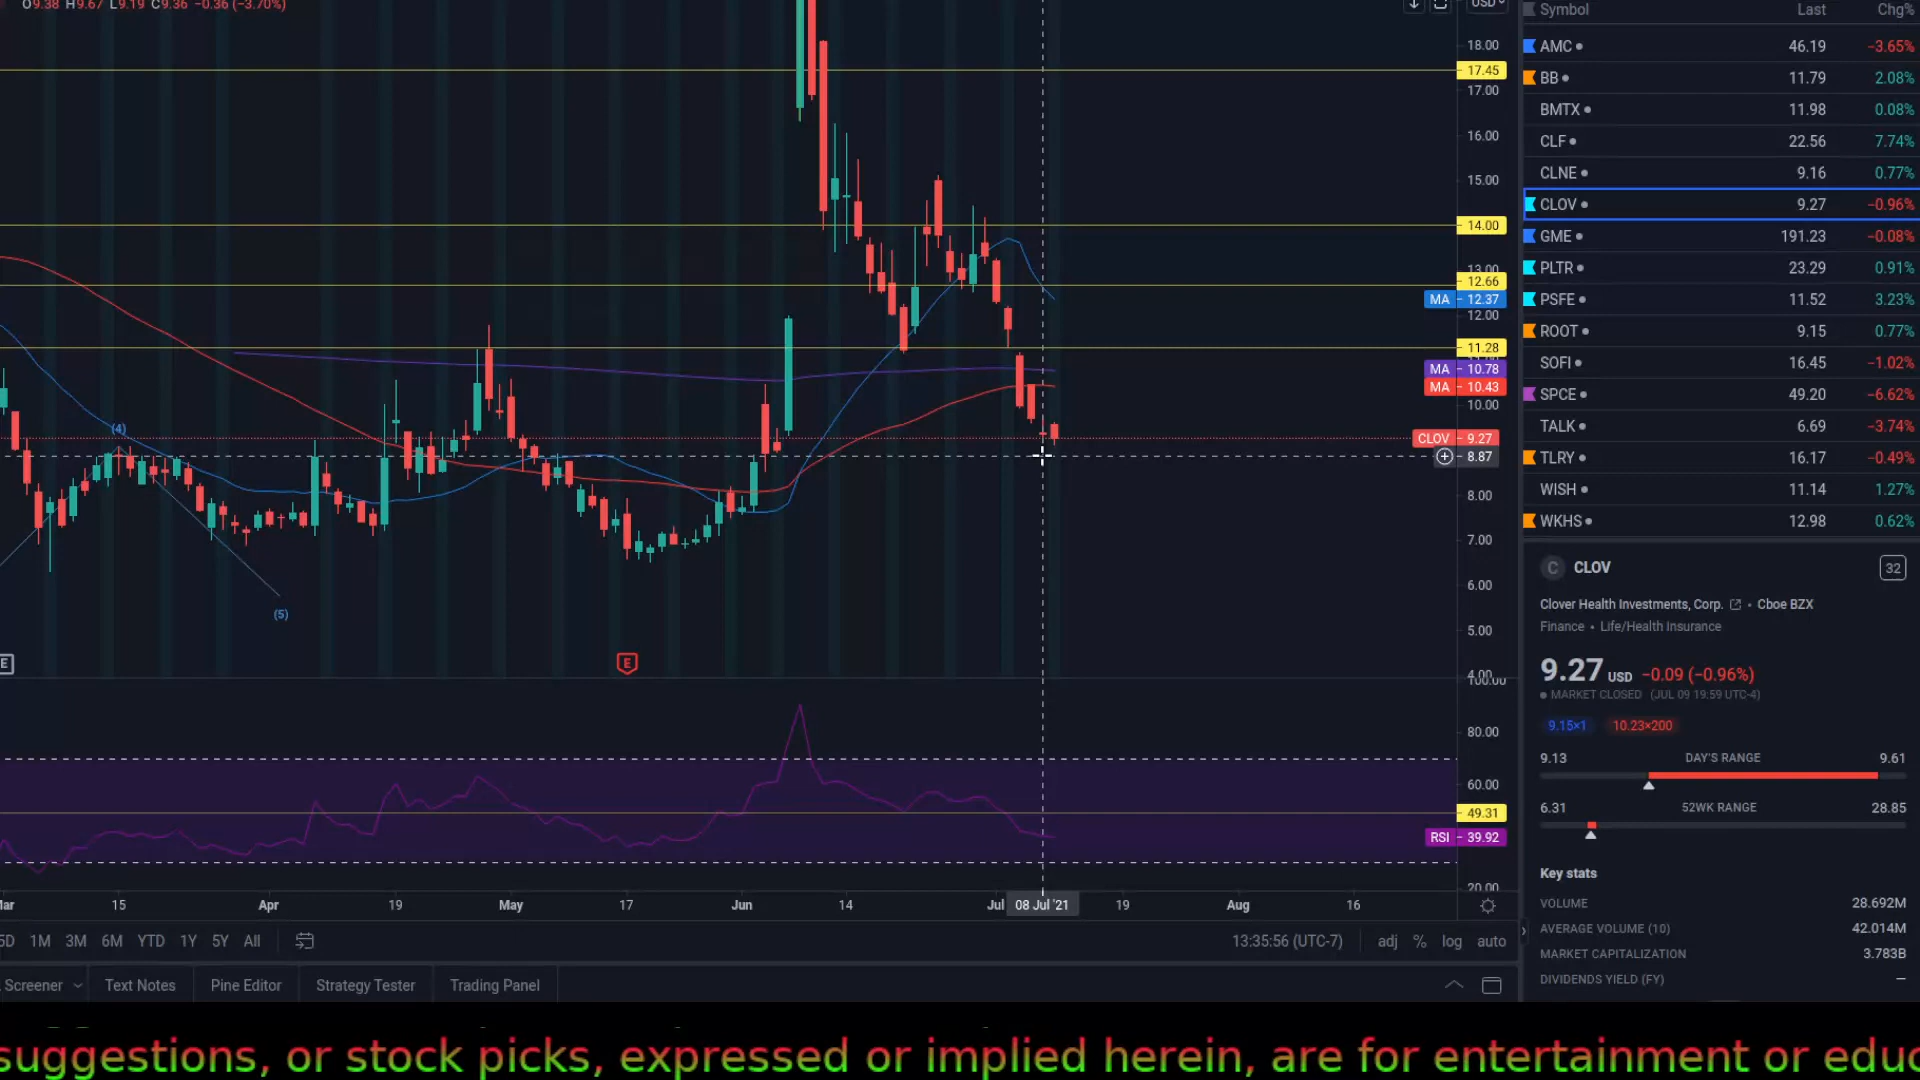 O9.38 H9.67 L9.19 C9.36 −0.36 (−3.70%)
USD
18.00
17.45
17.00
16.00
15.00
14.00
13.00
12.66
MA 12.37
12.00
11.28
MA 10.78
MA 10.43
10.00
CLOV 9.27
8.87
8.00
7.00
6.00
5.00
4.00
(4)
(5)
E
E
100.00
80.00
60.00
49.31
RSI 39.92
20.00
Mar 15 Apr 19 May 17 Jun 14 Jul 08 Jul '21 19 Aug 16
5D 1M 3M 6M YTD 1Y 5Y All
13:35:56 (UTC-7) adj % log auto
Screener Text Notes Pine Editor Strategy Tester Trading Panel
Symbol Last Chg%
AMC 46.19 −3.65%
BB 11.79 2.08%
BMTX 11.98 0.08%
CLF 22.56 7.74%
CLNE 9.16 0.77%
CLOV 9.27 −0.96%
GME 191.23 −0.08%
PLTR 23.29 0.91%
PSFE 11.52 3.23%
ROOT 9.15 0.77%
SOFI 16.45 −1.02%
SPCE 49.20 −6.62%
TALK 6.69 −3.74%
TLRY 16.17 −0.49%
WISH 11.14 1.27%
WKHS 12.98 0.62%
C CLOV 32
Clover Health Investments, Corp. • Cboe BZX
Finance • Life/Health Insurance
9.27 USD −0.09 (−0.96%)
MARKET CLOSED (JUL 09 19:59 UTC-4)
9.15×1 10.23×200
9.13 DAY'S RANGE 9.61
6.31 52WK RANGE 28.85
Key stats
VOLUME 28.692M
AVERAGE VOLUME (10) 42.014M
MARKET CAPITALIZATION 3.783B
DIVIDENDS YIELD (FY) —
suggestions, or stock picks, expressed or implied herein, are for entertainment or educ